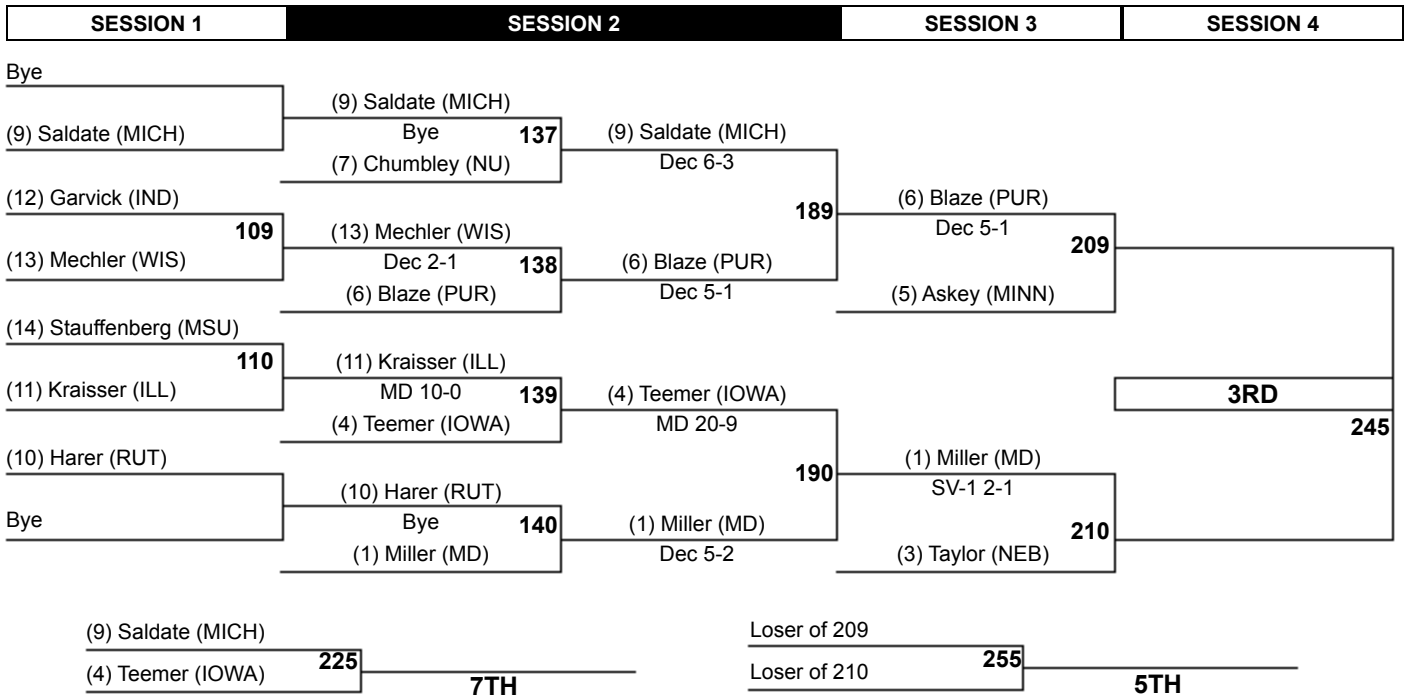 SESSION 1
SESSION 2
SESSION 3
SESSION 4
Bye
(9) Saldate (MICH)
(12) Garvick (IND)
109
(13) Mechler (WIS)
(14) Stauffenberg (MSU)
110
(11) Kraisser (ILL)
(10) Harer (RUT)
Bye
(9) Saldate (MICH)
Bye
137
(7) Chumbley (NU)
(13) Mechler (WIS)
Dec 2-1
138
(6) Blaze (PUR)
(11) Kraisser (ILL)
MD 10-0
139
(4) Teemer (IOWA)
(10) Harer (RUT)
Bye
140
(1) Miller (MD)
(9) Saldate (MICH)
Dec 6-3
189
(6) Blaze (PUR)
Dec 5-1
(4) Teemer (IOWA)
MD 20-9
190
(1) Miller (MD)
Dec 5-2
(6) Blaze (PUR)
Dec 5-1
209
(5) Askey (MINN)
(1) Miller (MD)
SV-1 2-1
210
(3) Taylor (NEB)
3RD
245
(9) Saldate (MICH)
225
(4) Teemer (IOWA)
7TH
Loser of 209
255
Loser of 210
5TH